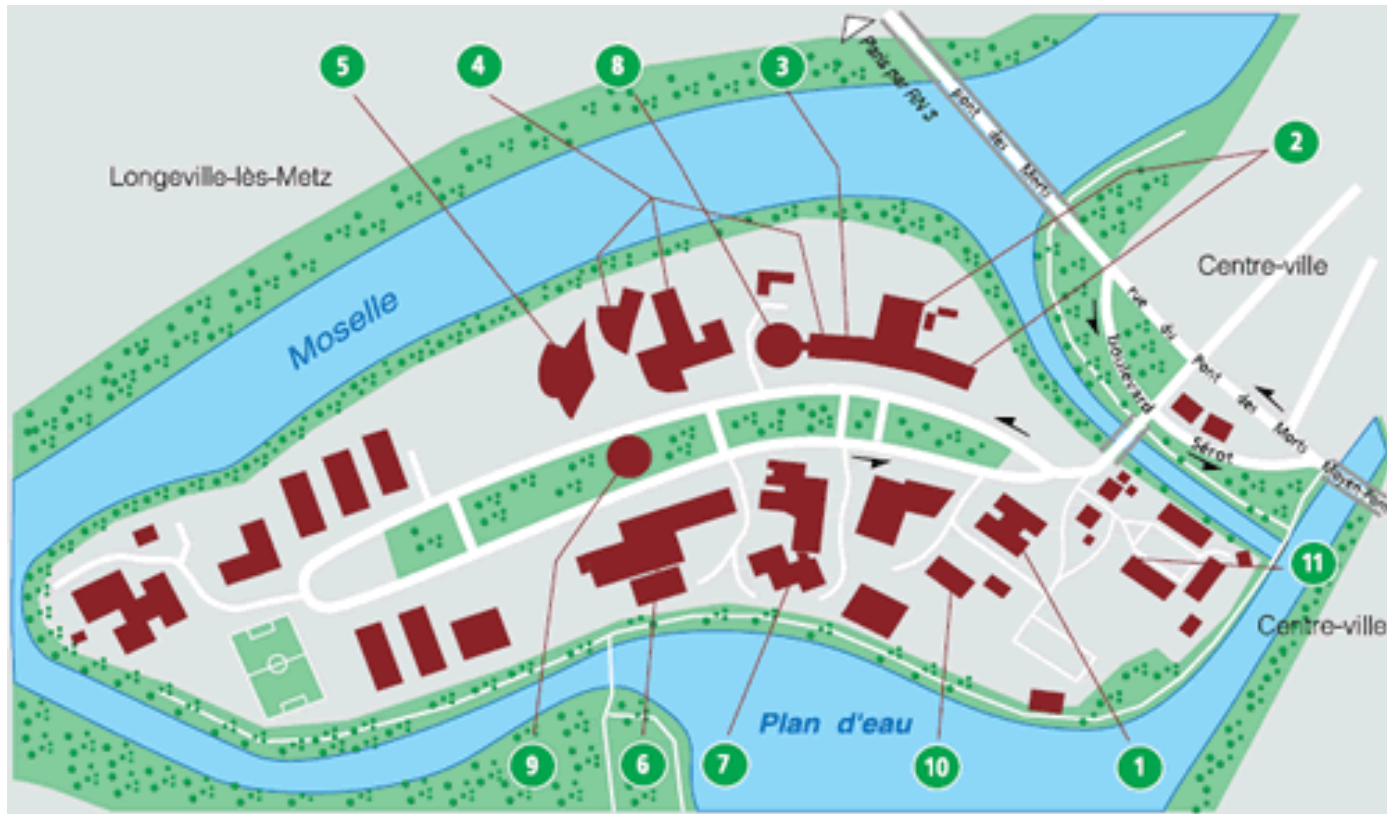 5
4
8
3
2
Paris par RN 3
pont des Morts
Longeville-lès-Metz
Moselle
Centre-ville
rue du Pont des Morts
boulevard Sérot
Moyen Pont
11
Centre-ville
Plan d'eau
9
6
7
10
1